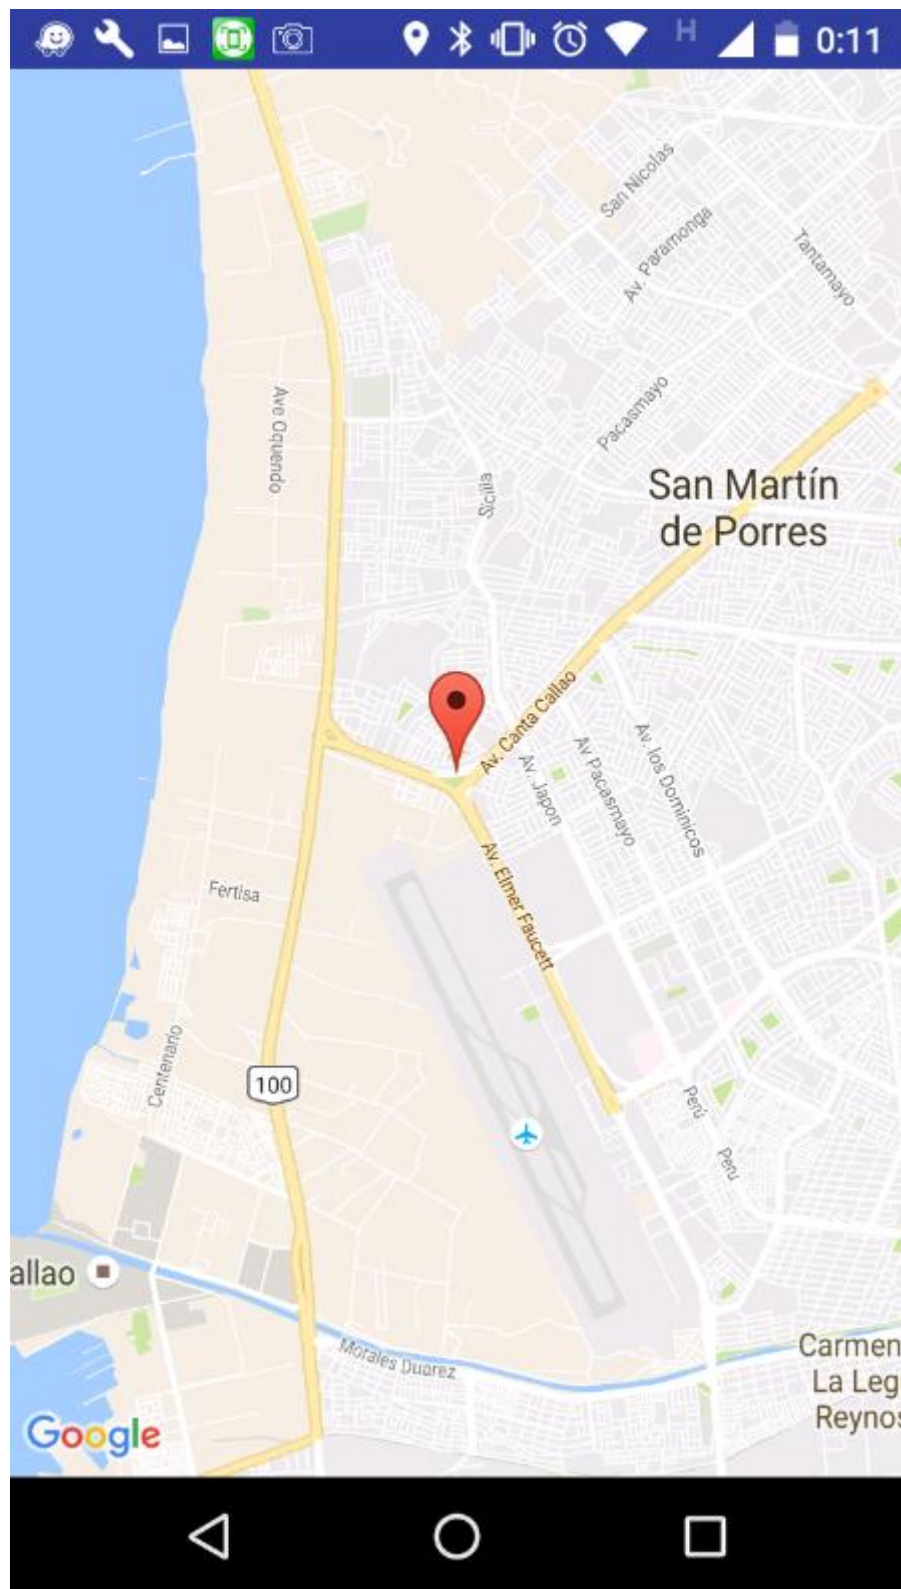 H
0:11
San Nicolas
Av. Paramonga
Tantamayo
Pacasmayo
Ave Oquendo
Sicilia
San Martín
de Porres
Av. Canta Callao
Av. Japon
Av Pacasmayo
Av. los Dominicos
Av. Elmer Faucett
Fertisa
Centenario
100
Perú
Perú
allao
Morales Duarez
Carmen
La Leg
Reynos
Google